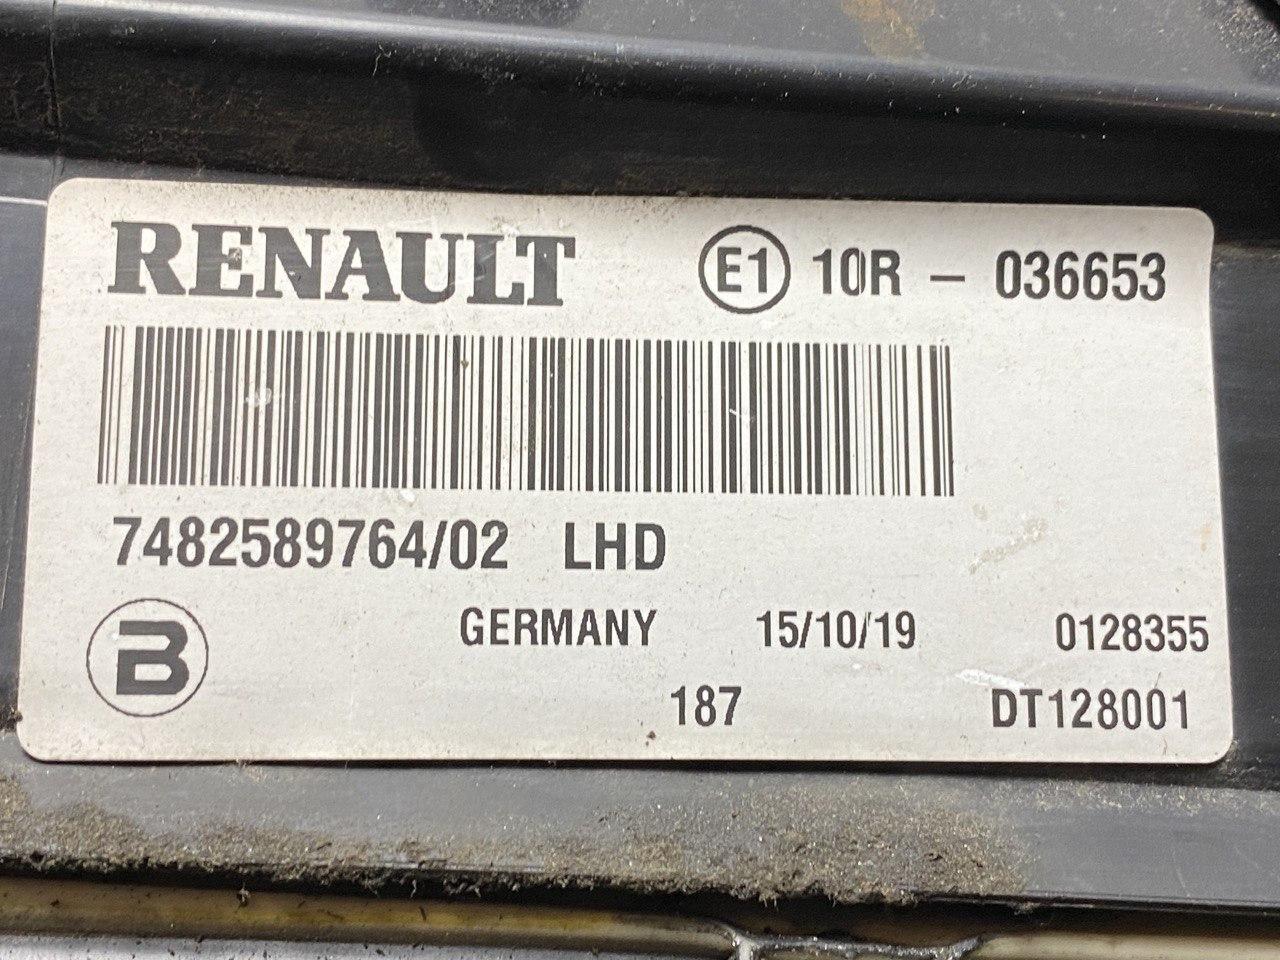 RENAULT E1 10R - 036653
7482589764/02 LHD
B GERMANY 15/10/19 0128355
187 DT128001